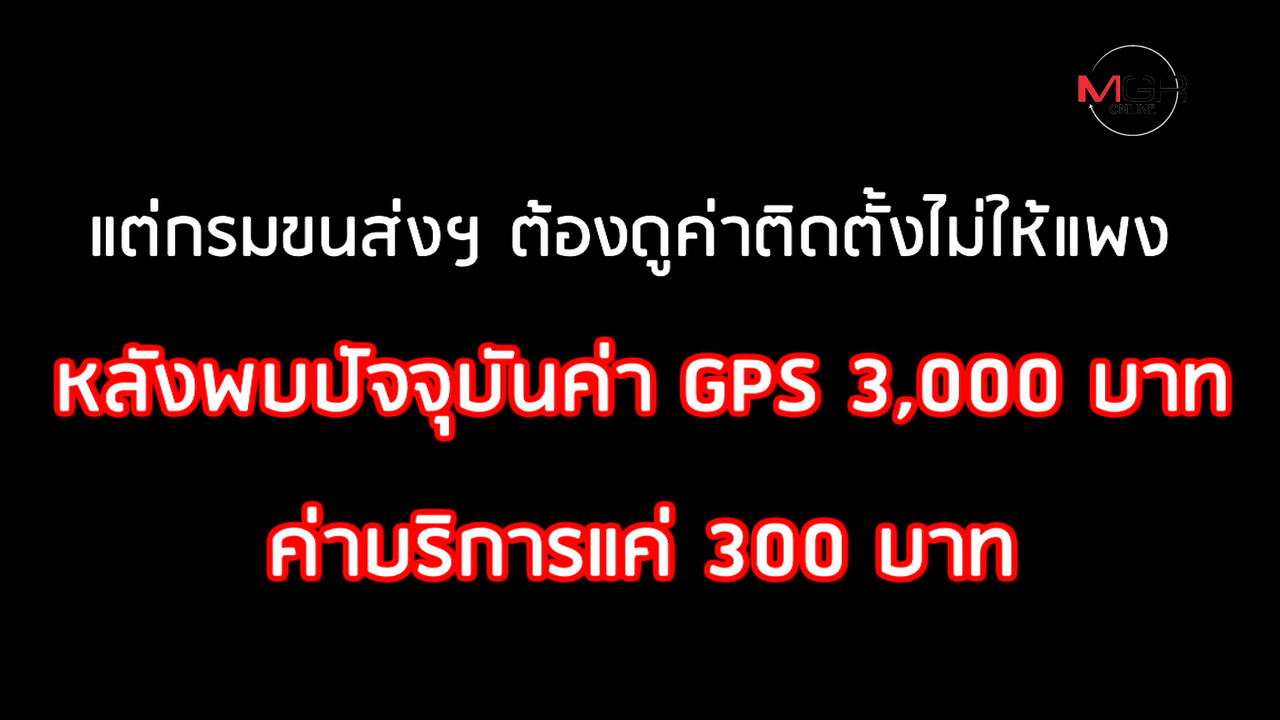 MGR
ONLINE
แต่กรมขนส่งฯ ต้องดูค่าติดตั้งไม่ให้แพง
หลังพบปัจจุบันค่า GPS 3,000 บาท
ค่าบริการแค่ 300 บาท